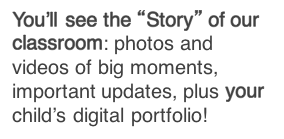 You’ll see the “Story” of our
classroom: photos and
videos of big moments,
important updates, plus your
child’s digital portfolio!